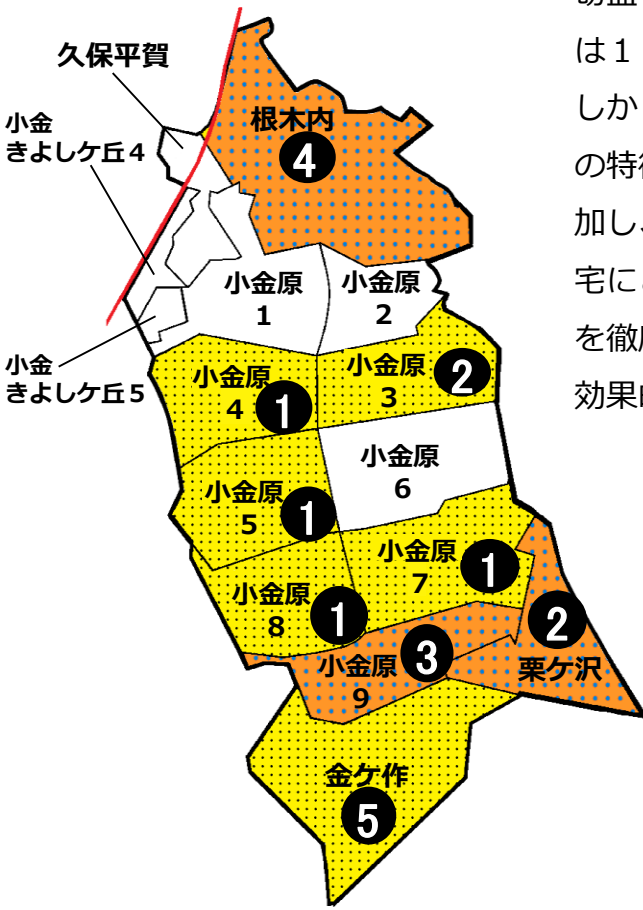 久保平賀
小金
きよしケ丘4
小金
きよしケ丘5
根木内
4
小金原
1
小金原
2
小金原
3
2
小金原
4
1
小金原
5
1
小金原
6
小金原
7
1
小金原
8
1
小金原
9
3
2
栗ケ沢
金ケ作
5
は1
しか
の特
加し、
宅に
を徹
効果